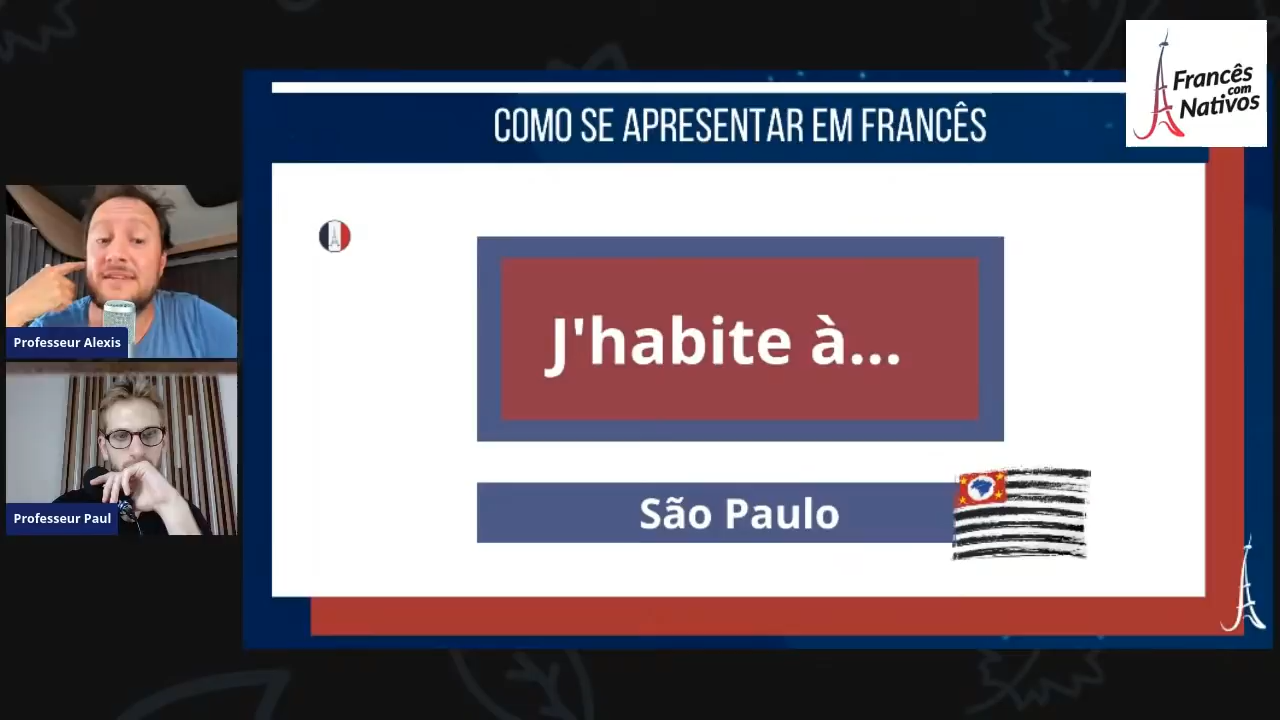 Francês
com
Nativos
COMO SE APRESENTAR EM FRANCÊS
J'habite à...
São Paulo
Professeur Alexis
Professeur Paul